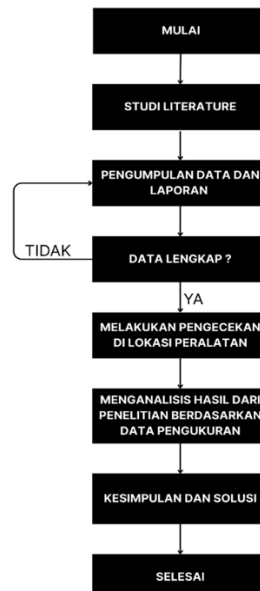 MULAI
STUDI LITERATURE
PENGUMPULAN DATA DAN
LAPORAN
TIDAK
DATA LENGKAP ?
YA
MELAKUKAN PENGECEKAN
DI LOKASI PERALATAN
MENGANALISIS HASIL DARI
PENELITIAN BERDASARKAN
DATA PENGUKURAN
KESIMPULAN DAN SOLUSI
SELESAI